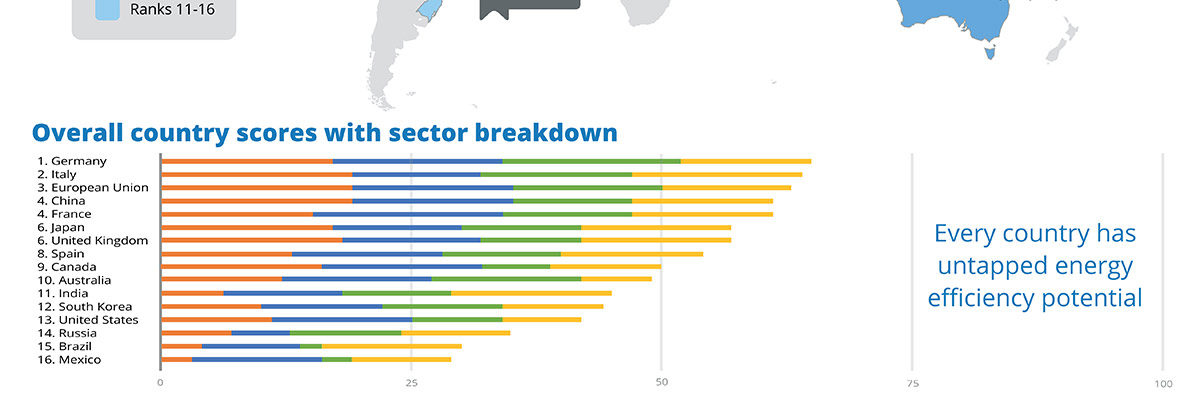 Ranks 11-16
Overall country scores with sector breakdown
1. Germany
2. Italy
3. European Union
4. China
4. France
6. Japan
6. United Kingdom
8. Spain
9. Canada
10. Australia
11. India
12. South Korea
13. United States
14. Russia
15. Brazil
16. Mexico
0
25
50
75
100
Every country has
untapped energy
efficiency potential